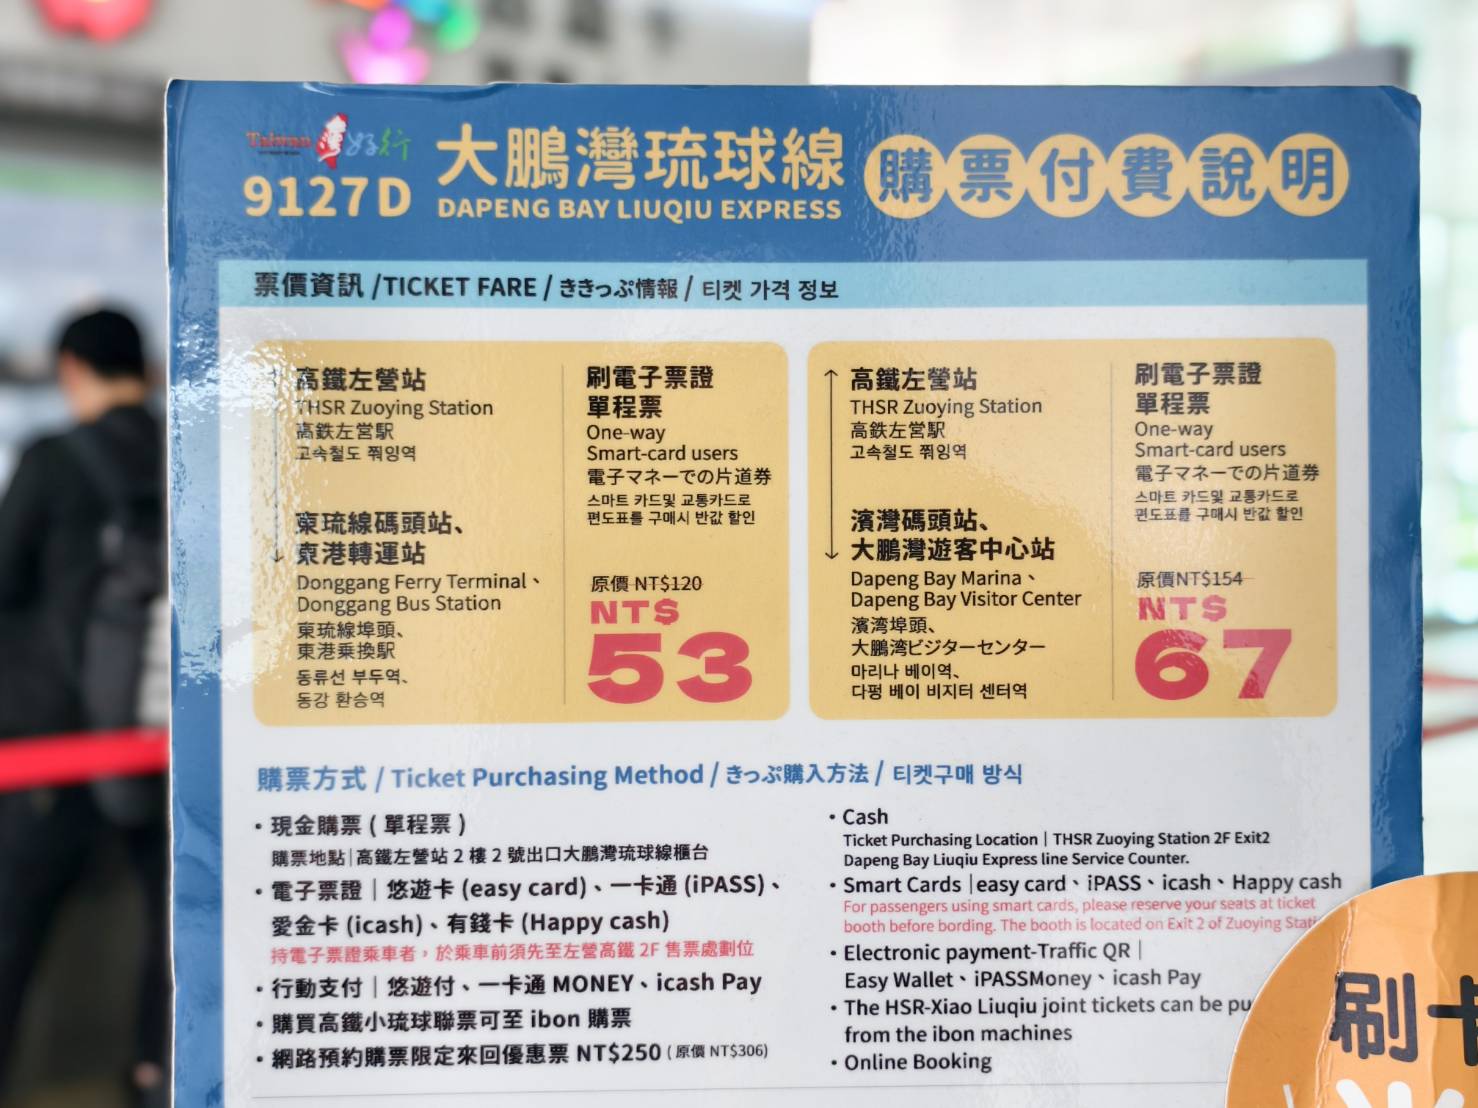 Taiwan 好行
9127D
大鵬灣琉球線
DAPENG BAY LIUQIU EXPRESS
購票付費說明
票價資訊 /TICKET FARE / ききっぷ情報 / 티켓 가격 정보
高鐵左營站
THSR Zuoying Station
高鉄左営駅
고속철도 쭤잉역
東琉線碼頭站、
東港轉運站
Donggang Ferry Terminal、
Donggang Bus Station
東琉線埠頭、
東港乗換駅
동류선 부두역、
동강 환승역
刷電子票證
單程票
One-way
Smart-card users
電子マネーでの片道券
스마트 카드및 교통카드로
편도표를 구매시 반값 할인
原價 NT$120
NT$
53
高鐵左營站
THSR Zuoying Station
高鉄左営駅
고속철도 쭤잉역
濱灣碼頭站、
大鵬灣遊客中心站
Dapeng Bay Marina、
Dapeng Bay Visitor Center
濱湾埠頭、
大鵬湾ビジターセンター
마리나 베이역、
다펑 베이 비지터 센터역
刷電子票證
單程票
One-way
Smart-card users
電子マネーでの片道券
스마트 카드및 교통카드로
편도표를 구매시 반값 할인
原價NT$154
NT$
67
購票方式 / Ticket Purchasing Method / きっぷ購入方法 / 티켓구매 방식
・現金購票 ( 單程票 )
購票地點|高鐵左營站 2 樓 2 號出口大鵬灣琉球線櫃台
・電子票證｜悠遊卡 (easy card)、一卡通 (iPASS)、
愛金卡 (icash)、有錢卡 (Happy cash)
持電子票證乘車者，於乘車前須先至左營高鐵 2F 售票處劃位
・行動支付｜悠遊付、一卡通 MONEY、icash Pay
・購買高鐵小琉球聯票可至 ibon 購票
・網路預約購票限定來回優惠票 NT$250 ( 原價 NT$306)
・Cash
Ticket Purchasing Location | THSR Zuoying Station 2F Exit2
Dapeng Bay Liuqiu Express line Service Counter.
・Smart Cards |easy card、iPASS、icash、Happy cash
For passengers using smart cards, please reserve your seats at ticket
booth before bording. The booth is located on Exit 2 of Zuoying Stati
・Electronic payment-Traffic QR |
Easy Wallet、iPASSMoney、icash Pay
・The HSR-Xiao Liuqiu joint tickets can be pu
from the ibon machines
・Online Booking
刷